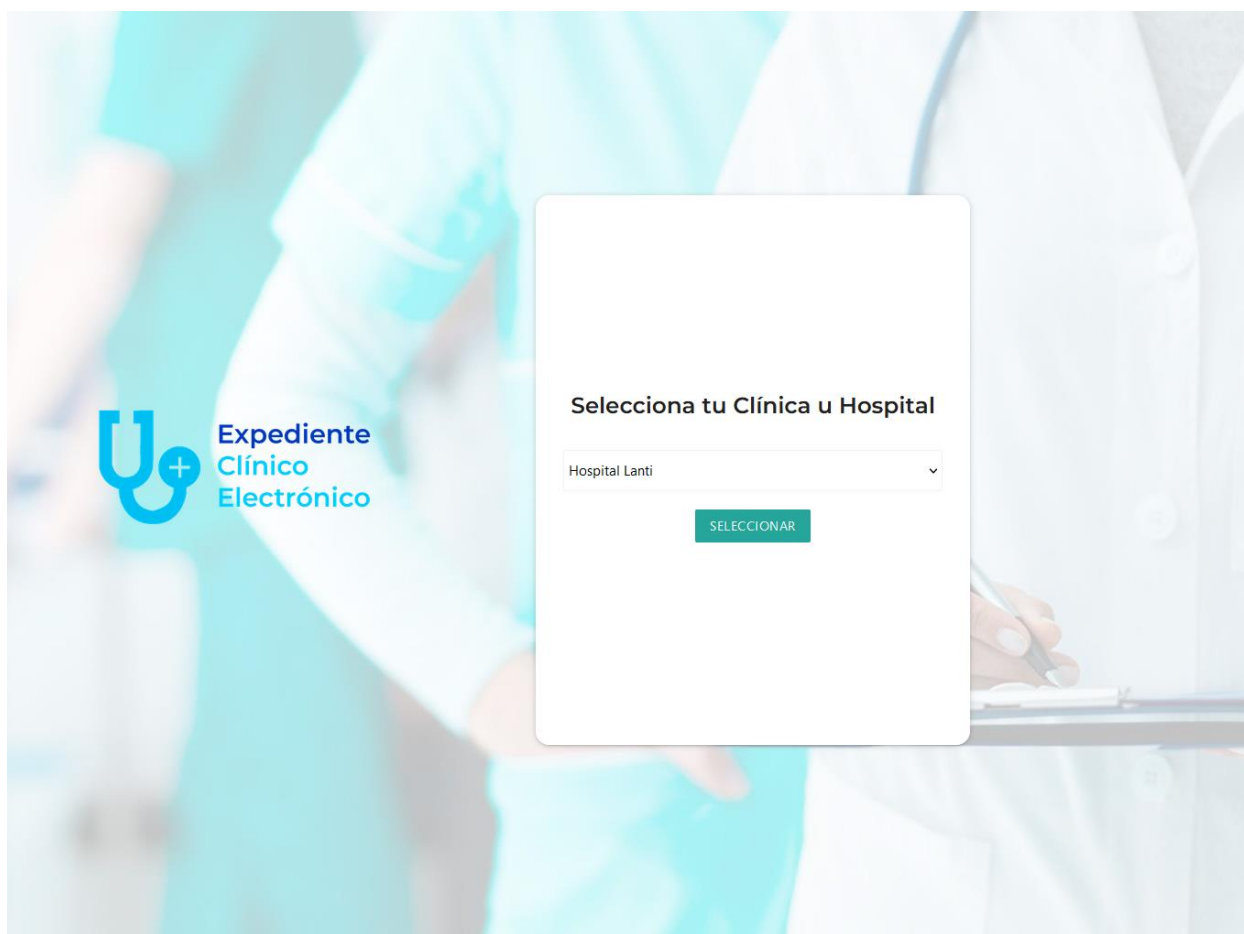 Expediente
Clínico
Electrónico
Selecciona tu Clínica u Hospital
Hospital Lanti
SELECCIONAR